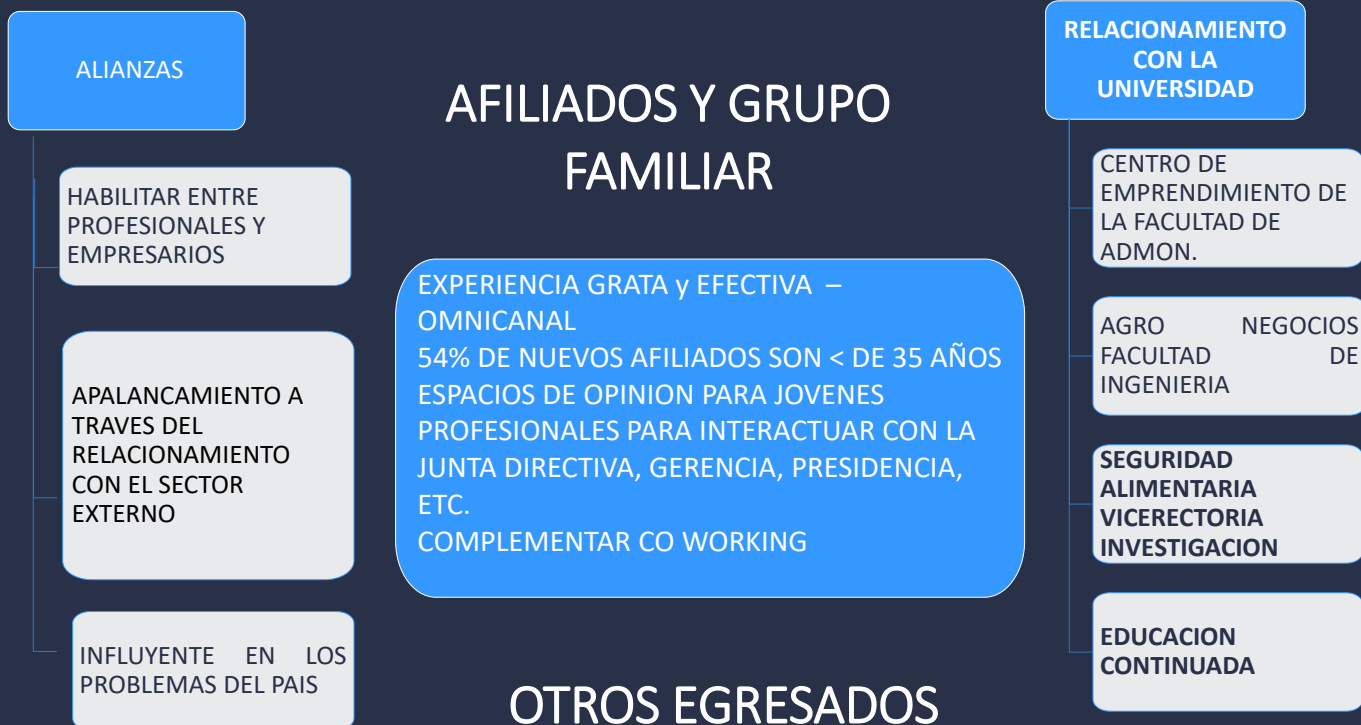 ALIANZAS
HABILITAR ENTRE
PROFESIONALES Y
EMPRESARIOS
APALANCAMIENTO A
TRAVES DEL
RELACIONAMIENTO
CON EL SECTOR
EXTERNO
INFLUYENTE EN LOS
PROBLEMAS DEL PAIS
AFILIADOS Y GRUPO
FAMILIAR
EXPERIENCIA GRATA y EFECTIVA –
OMNICANAL
54% DE NUEVOS AFILIADOS SON < DE 35 AÑOS
ESPACIOS DE OPINION PARA JOVENES
PROFESIONALES PARA INTERACTUAR CON LA
JUNTA DIRECTIVA, GERENCIA, PRESIDENCIA,
ETC.
COMPLEMENTAR CO WORKING
OTROS EGRESADOS
RELACIONAMIENTO
CON LA
UNIVERSIDAD
CENTRO DE
EMPRENDIMIENTO DE
LA FACULTAD DE
ADMON.
AGRO NEGOCIOS
FACULTAD DE
INGENIERIA
SEGURIDAD
ALIMENTARIA
VICERECTORIA
INVESTIGACION
EDUCACION
CONTINUADA